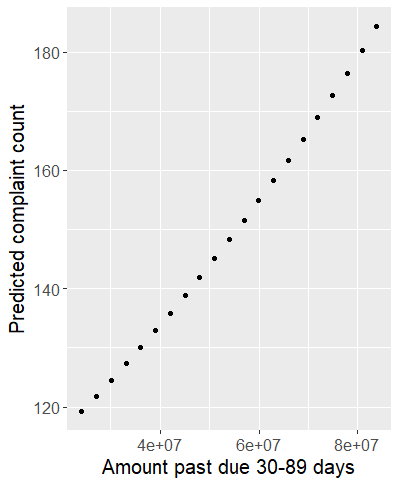 Predicted complaint count
180
160
140
120
4e+07 6e+07 8e+07
Amount past due 30-89 days